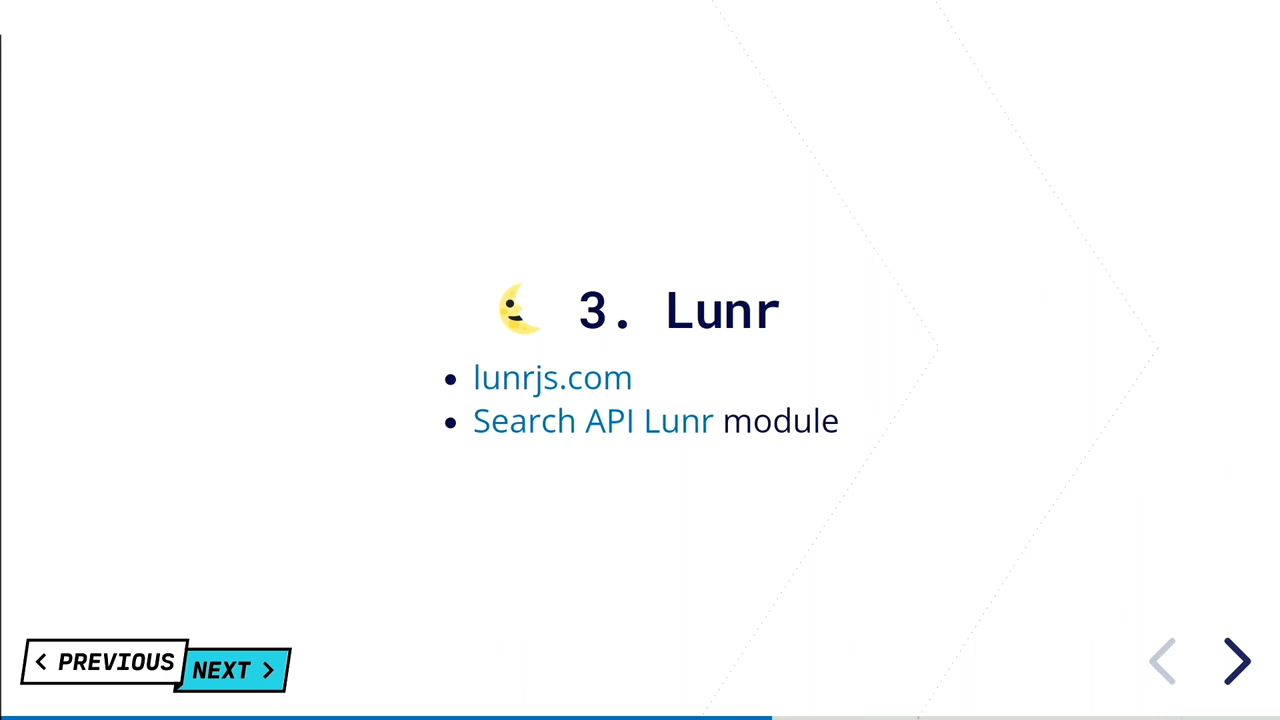 3. Lunr
lunrjs.com
Search API Lunr module
PREVIOUS
NEXT